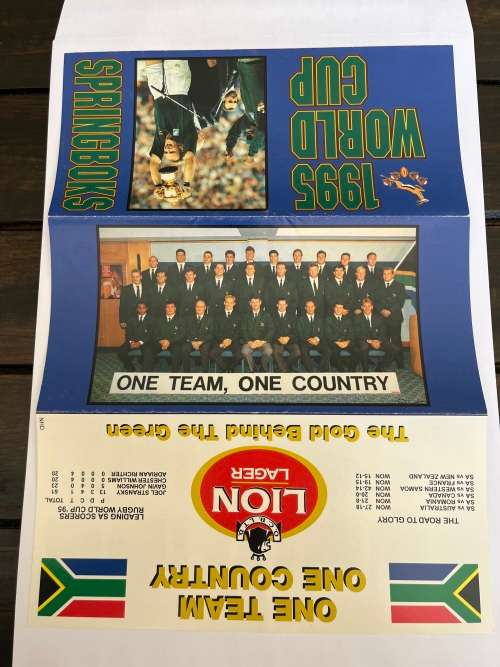 1995
WORLD
CUP
SPRINGBOKS
ONE TEAM, ONE COUNTRY
ONE TEAM
ONE COUNTRY
THE ROAD TO GLORY
SA vs AUSTRALIA WON 27-18
SA vs ROMANIA WON 21-8
SA vs CANADA WON 20-0
SA vs WESTERN SAMOA WON 42-14
SA vs FRANCE WON 19-15
SA vs NEW ZEALAND WON 15-12
LION
LAGER
LEADING SA SCORERS
RUGBY WORLD CUP '95
P D C T TOTAL
JOEL STRANSKY 13 3 4 1 61
GAVIN JOHNSON 5 0 4 0 23
CHESTER WILLIAMS 0 0 0 4 20
ADRIAAN RICHTER 0 0 0 4 20
The Gold Behind The Green